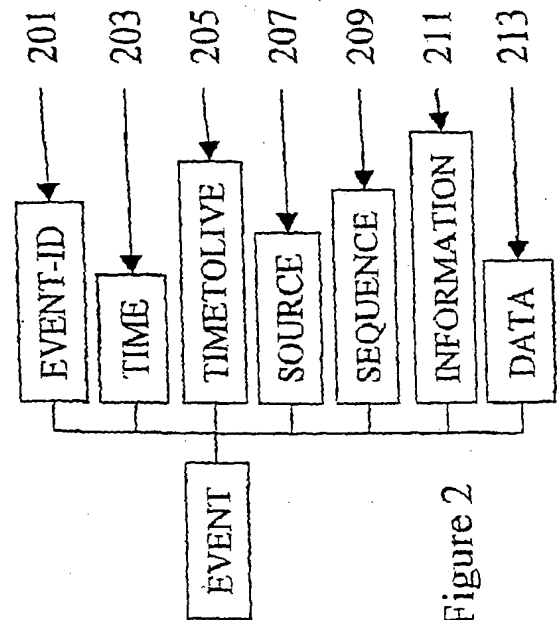 EVENT
EVENT-ID 201
TIME 203
TIMETOLIVE 205
SOURCE 207
SEQUENCE 209
INFORMATION 211
DATA 213
Figure 2